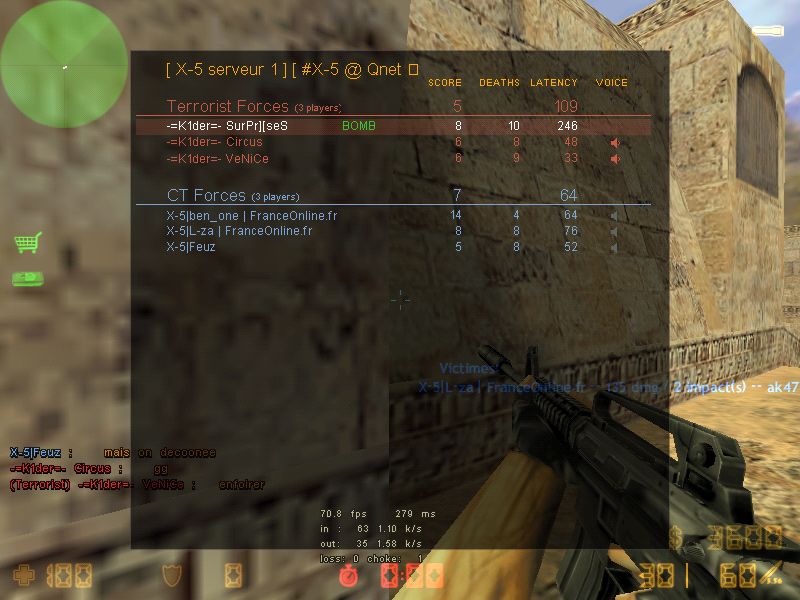 [ X-5 serveur 1 ] [ #X-5 @ Qnet
SCORE DEATHS LATENCY VOICE
Terrorist Forces (3 players) 5 109
-=K1der=- SurPr][seS BOMB 8 10 246
-=K1der=- Circus 6 8 48
-=K1der=- VeNiCe 6 9 33
CT Forces (3 players) 7 64
X-5|ben_one | FranceOnline.fr 14 4 64
X-5|L-za | FranceOnline.fr 8 8 76
X-5|Feuz 5 8 52
Victimes:
X-5|L-za | FranceOnline.fr -- 135 dmg / 2 impact(s) -- ak47
X-5|Feuz : mais on decoonee
-=K1der=- Circus : gg
(Terrorist) -=K1der=- VeNiCe : enfoirer
70.8 fps 279 ms
in : 63 1.10 k/s
out: 35 1.58 k/s
loss: 0 choke: 1
$ 3600
100 0 0:00 30 | 60 5.56